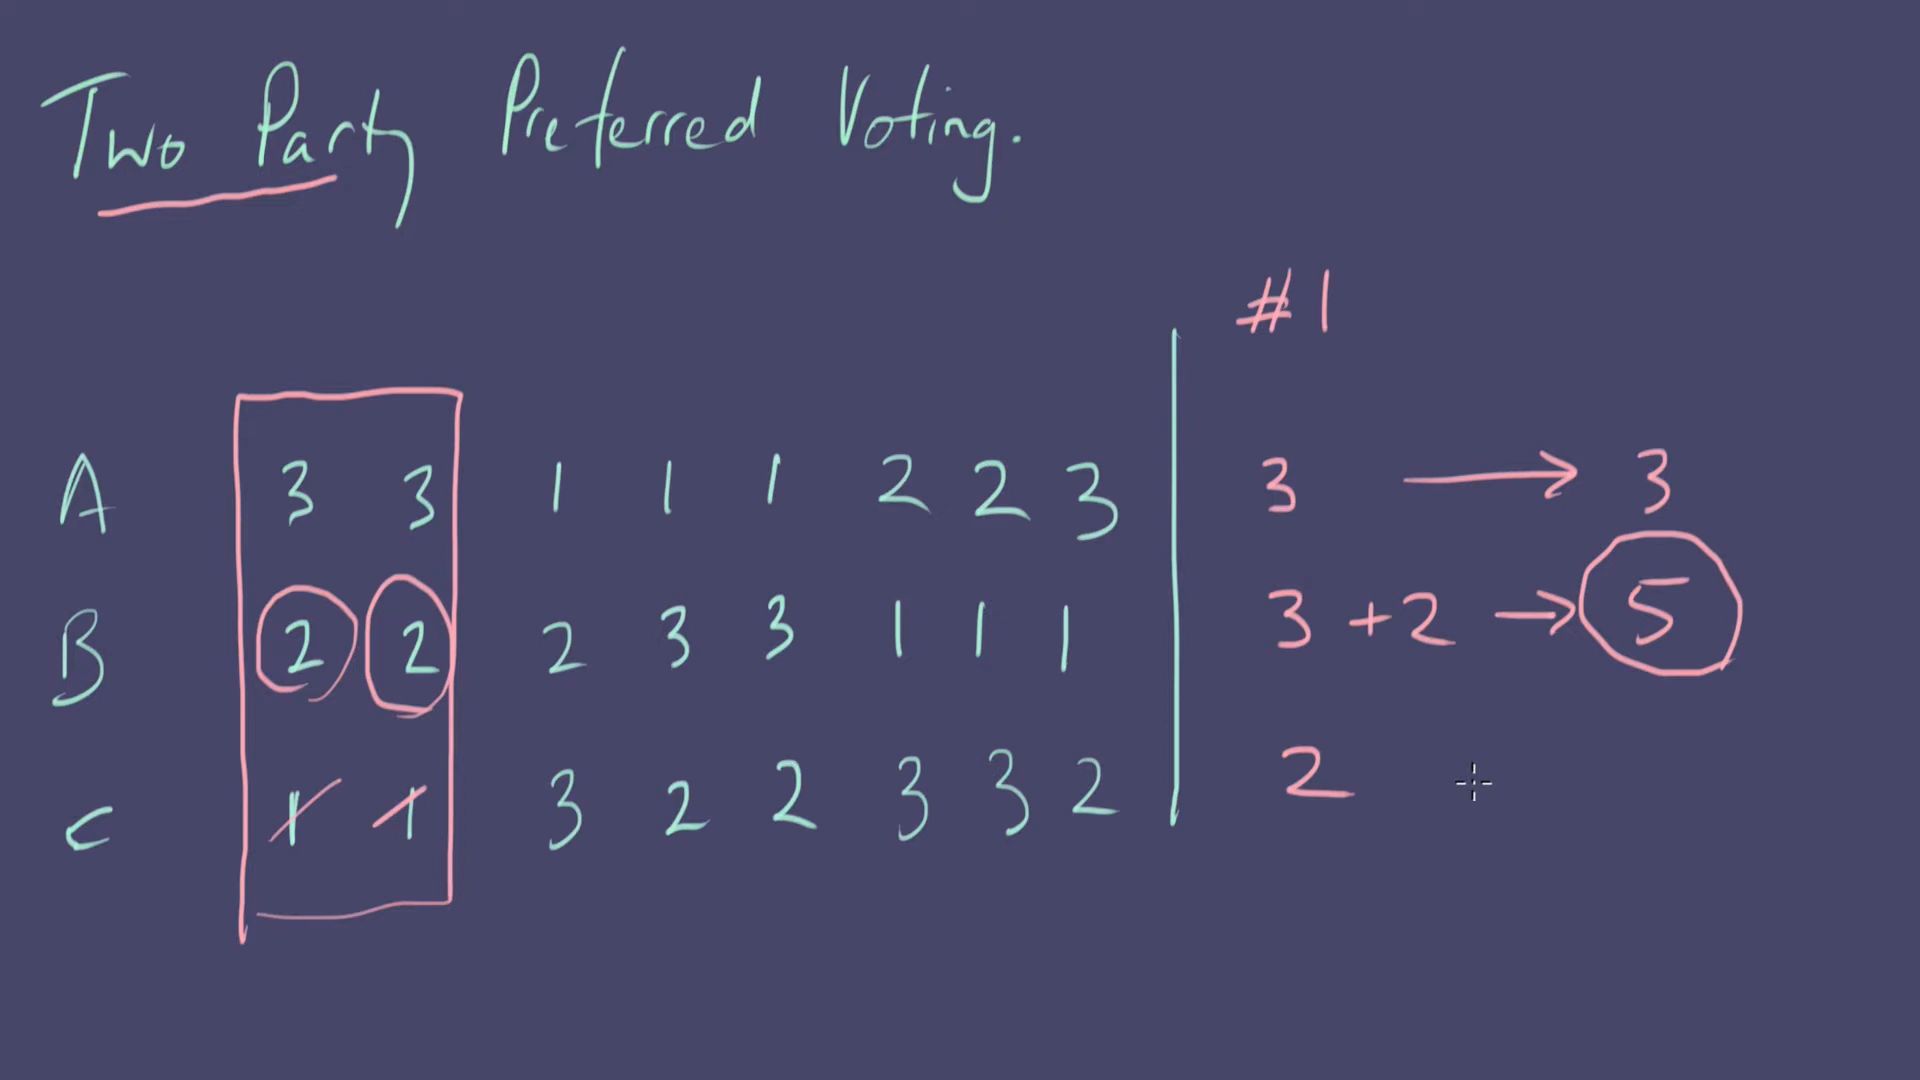 Two Party Preferred Voting.
#1
A 3 3 1 1 1 2 2 3 3 → 3
B 2 2 2 3 3 1 1 1 3 + 2 → 5
C 1 1 3 2 2 3 3 2 2